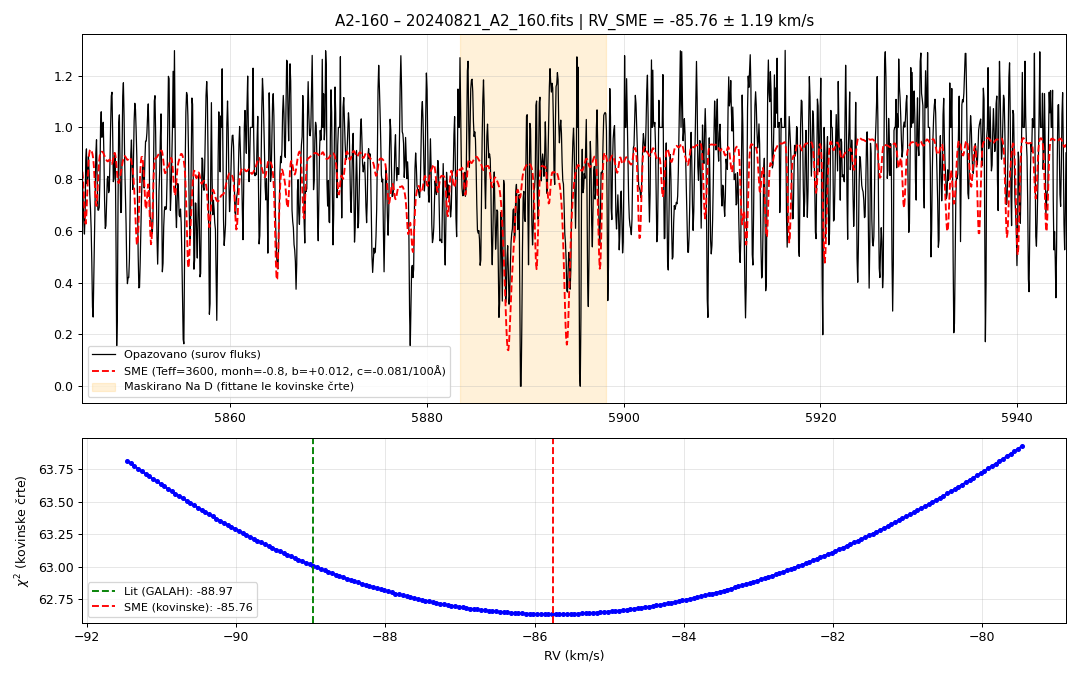 A2-160 – 20240821_A2_160.fits | RV_SME = -85.76 ± 1.19 km/s
1.2
1.0
0.8
0.6
0.4
0.2
0.0
Opazovano (surov fluks)
SME (Teff=3600, monh=-0.8, b=+0.012, c=-0.081/100Å)
Maskirano Na D (fittane le kovinske črte)
5860 5880 5900 5920 5940
χ² (kovinske črte)
63.75
63.50
63.25
63.00
62.75
Lit (GALAH): -88.97
SME (kovinske): -85.76
−92 −90 −88 −86 −84 −82 −80
RV (km/s)